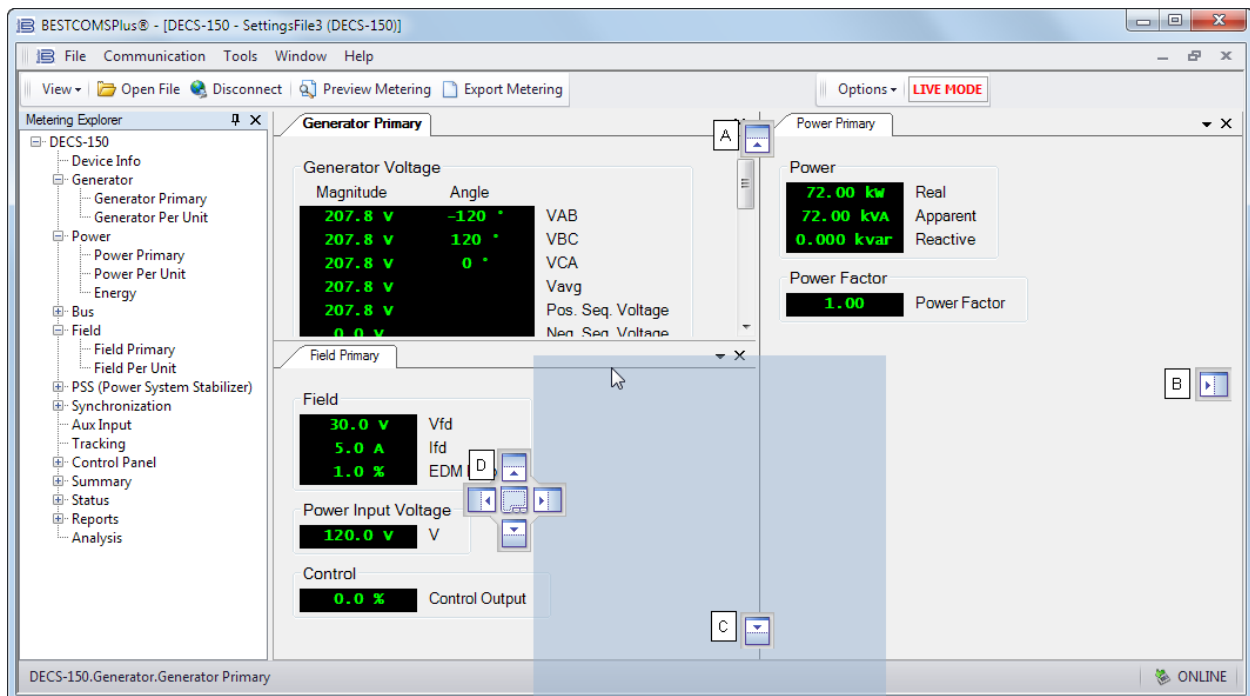 BESTCOMSPlus® - [DECS-150 - SettingsFile3 (DECS-150)]
File Communication Tools Window Help
View Open File Disconnect Preview Metering Export Metering Options LIVE MODE
Metering Explorer
DECS-150
Device Info
Generator
Generator Primary
Generator Per Unit
Power
Power Primary
Power Per Unit
Energy
Bus
Field
Field Primary
Field Per Unit
PSS (Power System Stabilizer)
Synchronization
Aux Input
Tracking
Control Panel
Summary
Status
Reports
Analysis
Generator Primary
A
Generator Voltage
Magnitude Angle
207.8 V -120 ° VAB
207.8 V 120 ° VBC
207.8 V 0 ° VCA
207.8 V Vavg
207.8 V Pos. Seq. Voltage
0.0 V Neg. Seq. Voltage
Power Primary
Power
72.00 kW Real
72.00 kVA Apparent
0.000 kvar Reactive
Power Factor
1.00 Power Factor
B
Field Primary
Field
30.0 V Vfd
5.0 A Ifd
1.0 % EDM
D
Power Input Voltage
120.0 V V
Control
0.0 % Control Output
C
DECS-150.Generator.Generator Primary ONLINE